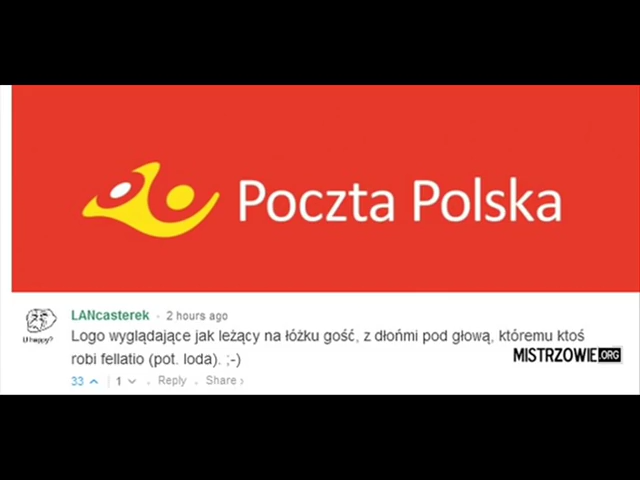 Poczta Polska
LANcasterek • 2 hours ago
U happy?
Logo wyglądające jak leżący na łóżku gość, z dłońmi pod głową, któremu ktoś
robi fellatio (pot. loda). ;-)
MISTRZOWIE.ORG
33 | 1 • Reply • Share ›